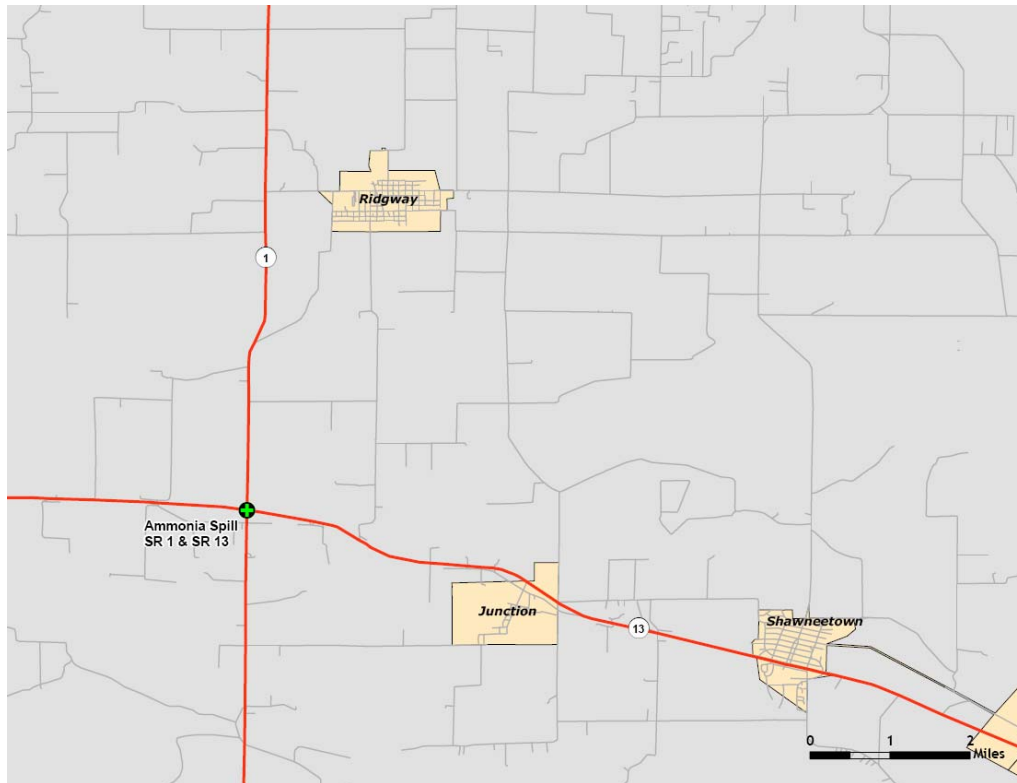 Ridgway
1
Ammonia Spill
SR 1 & SR 13
Junction
13
Shawneetown
0 1 2
Miles